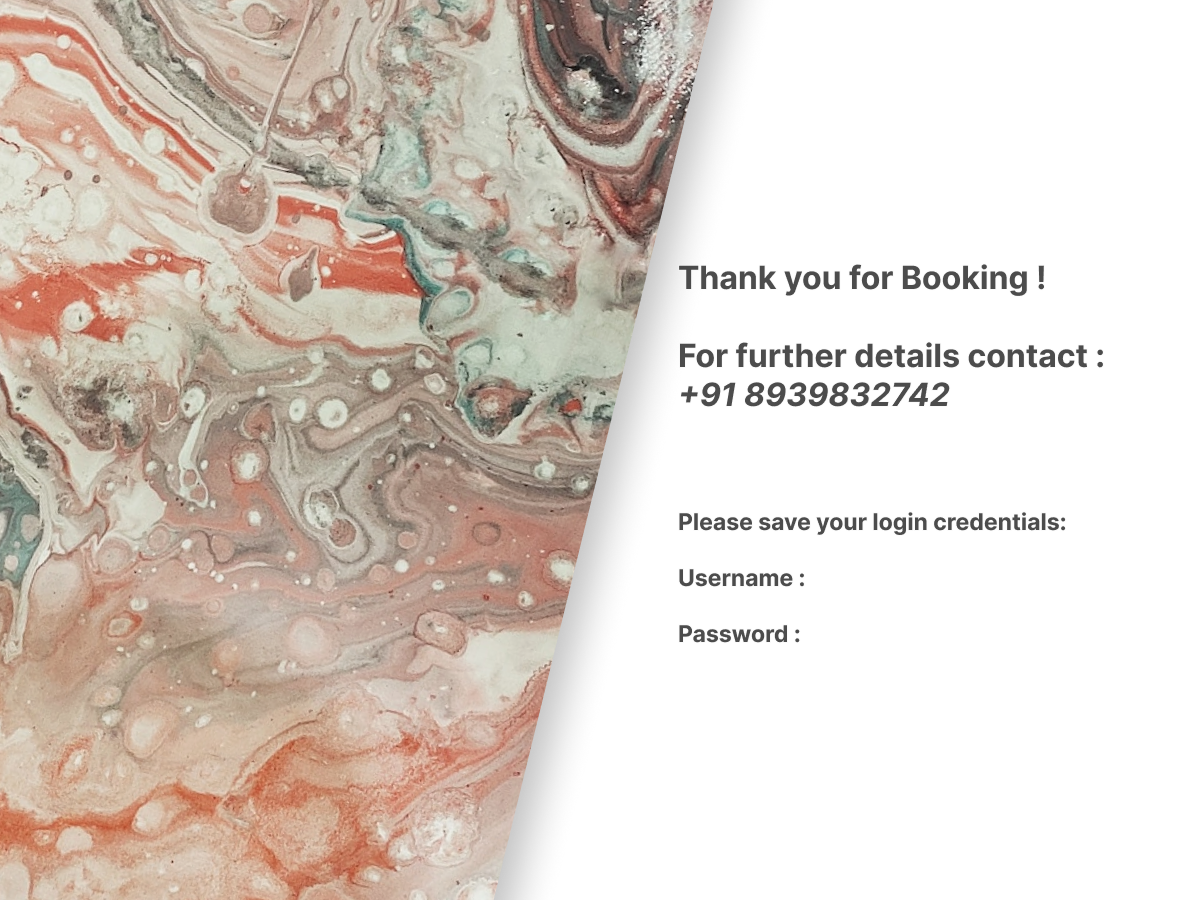 Thank you for Booking !
For further details contact :
+91 8939832742
Please save your login credentials:
Username :
Password :